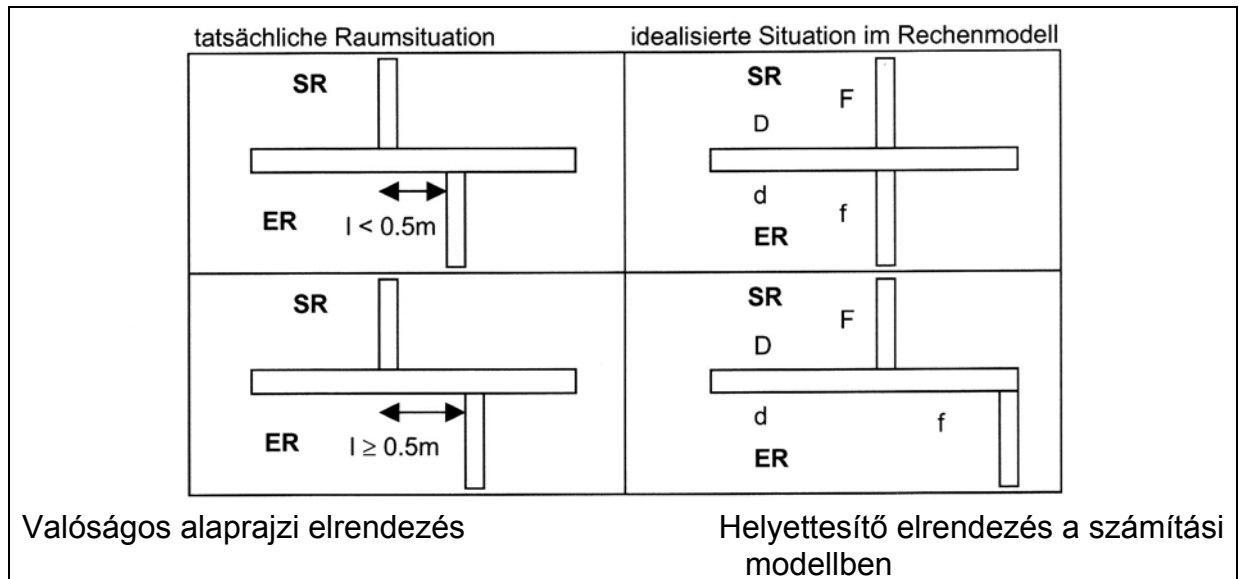 tatsächliche Raumsituation
idealisierte Situation im Rechenmodell
SR
ER
l < 0.5m
SR
F
D
d
f
ER
SR
ER
l ≥ 0.5m
SR
F
D
d
f
ER
Valóságos alaprajzi elrendezés
Helyettesítő elrendezés a számítási
modellben